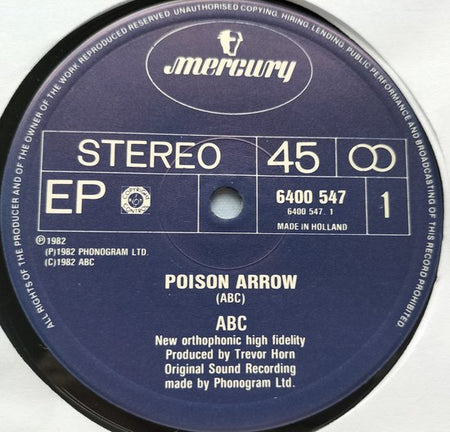 ALL RIGHTS OF THE PRODUCER AND OF THE OWNER OF THE WORK REPRODUCED RESERVED UNAUTHORISED COPYING, HIRING, LENDING, PUBLIC PERFORMANCE AND BROADCASTING OF THIS RECORD PROHIBITED
mercury
STEREO 45
EP
6400 547
6400 547. 1
MADE IN HOLLAND
1
Ⓟ1982
(P)1982 PHONOGRAM LTD.
(C)1982 ABC
POISON ARROW
(ABC)
ABC
New orthophonic high fidelity
Produced by Trevor Horn
Original Sound Recording
made by Phonogram Ltd.